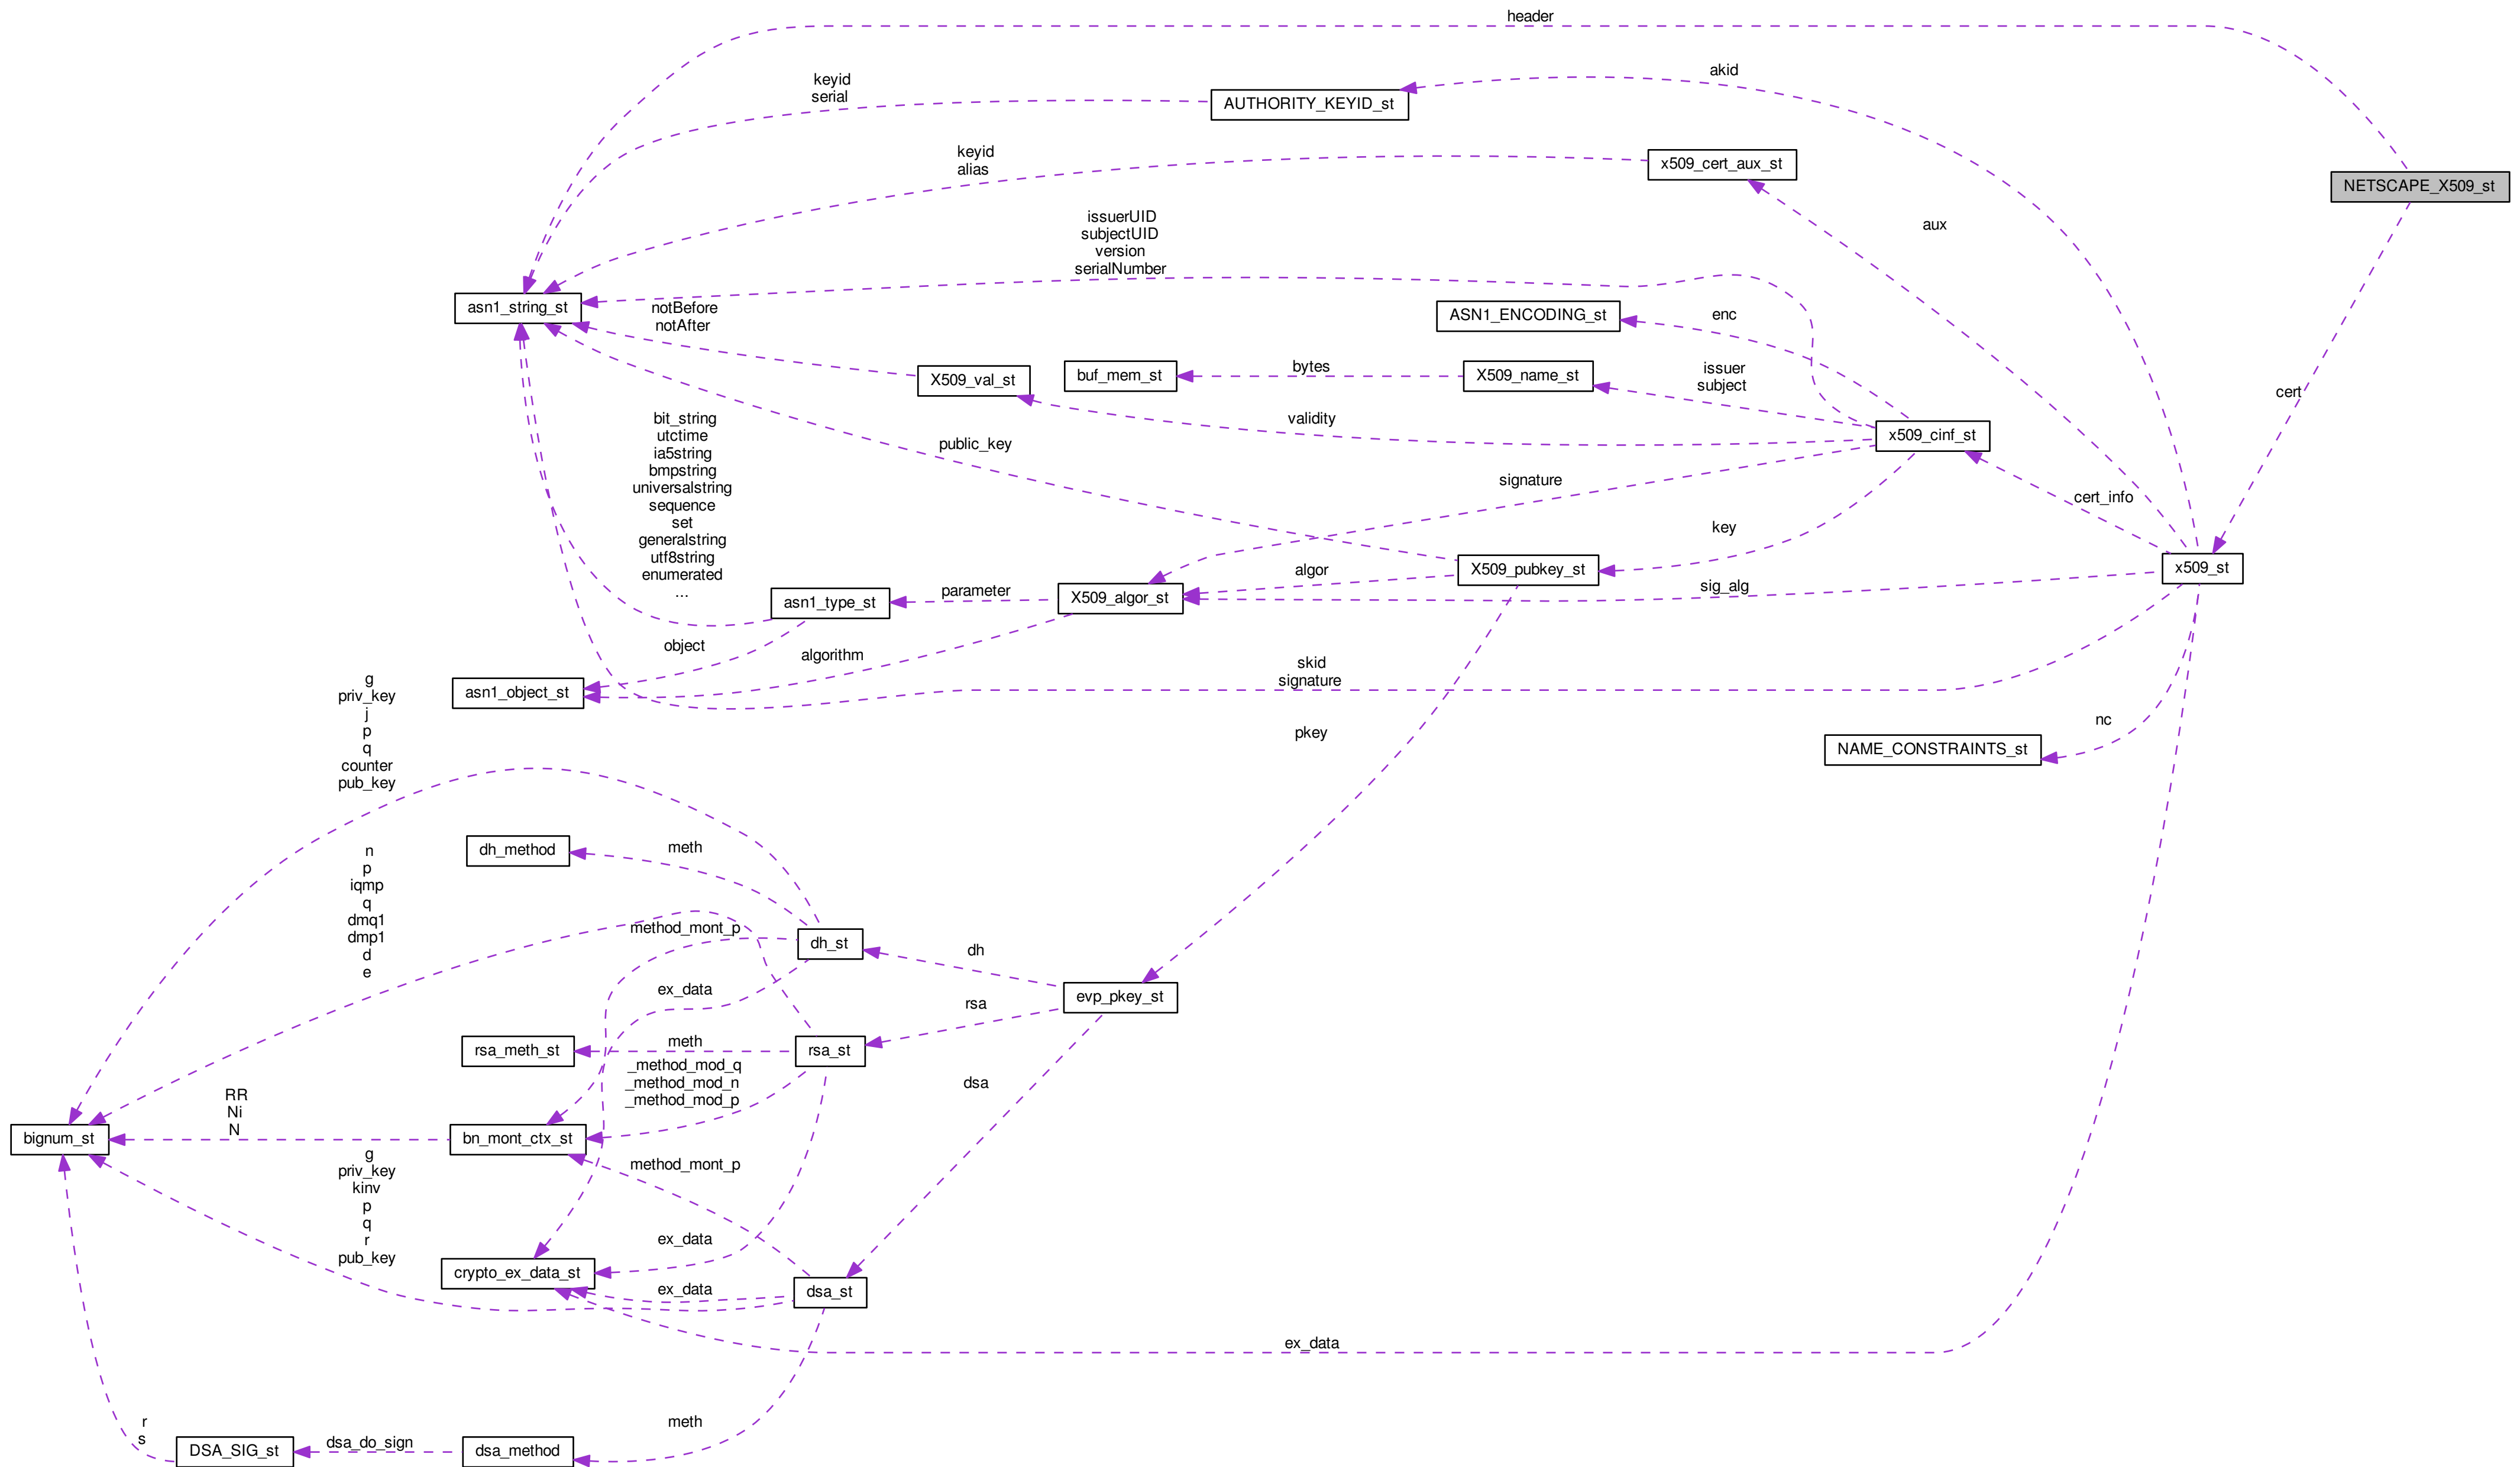 header
akid
keyid
serial
AUTHORITY_KEYID_st
keyid
alias
x509_cert_aux_st
NETSCAPE_X509_st
aux
issuerUID
subjectUID
version
serialNumber
asn1_string_st
notBefore
notAfter
ASN1_ENCODING_st
enc
X509_val_st
buf_mem_st
bytes
X509_name_st
issuer
subject
cert
validity
x509_cinf_st
public_key
bit_string
utctime
ia5string
bmpstring
universalstring
sequence
set
generalstring
utf8string
enumerated
...
signature
cert_info
key
asn1_type_st
parameter
X509_algor_st
algor
X509_pubkey_st
sig_alg
x509_st
object
algorithm
asn1_object_st
skid
signature
nc
NAME_CONSTRAINTS_st
pkey
g
priv_key
j
p
q
counter
pub_key
dh_method
meth
n
p
iqmp
q
dmq1
dmp1
d
e
method_mont_p
dh_st
dh
ex_data
evp_pkey_st
rsa
rsa_meth_st
meth
rsa_st
_method_mod_q
_method_mod_n
_method_mod_p
dsa
RR
Ni
N
bignum_st
bn_mont_ctx_st
method_mont_p
g
priv_key
kinv
p
q
r
pub_key
ex_data
crypto_ex_data_st
ex_data
dsa_st
ex_data
meth
r
s
DSA_SIG_st
dsa_do_sign
dsa_method